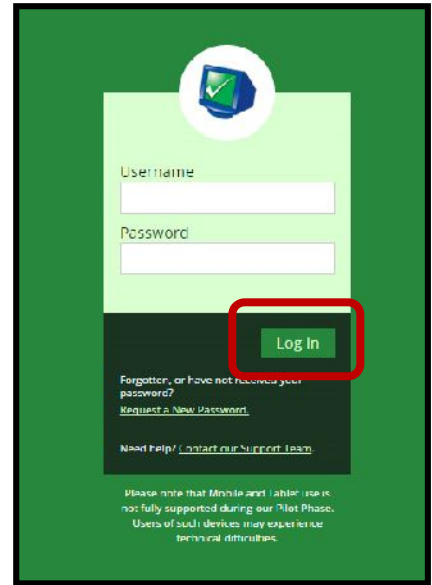 Username
Password
Log In
Forgotten, or have not received your
password?
Request a New Password.
Need help? Contact our Support Team.
Please note that Mobile and Tablet use is
not fully supported during our Pilot Phase.
Users of such devices may experience
technical difficulties.